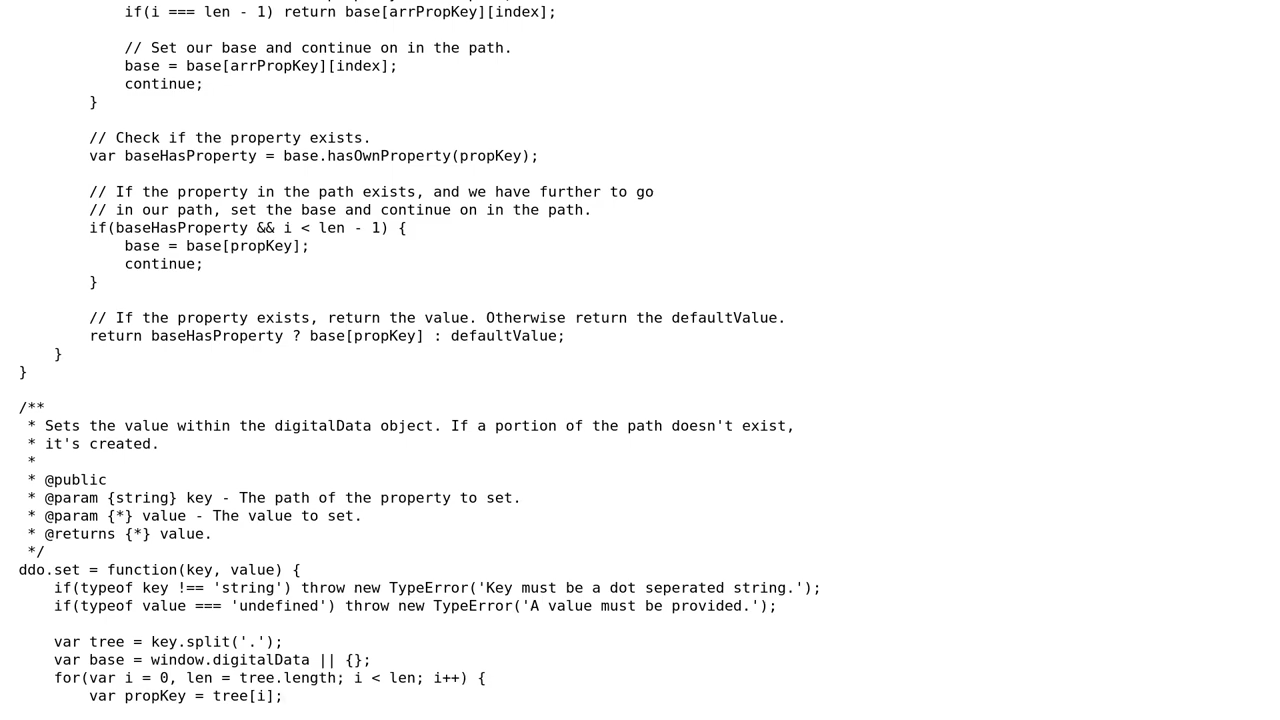 if(i === len - 1) return base[arrPropKey][index];
// Set our base and continue on in the path.
base = base[arrPropKey][index];
continue;
}
// Check if the property exists.
var baseHasProperty = base.hasOwnProperty(propKey);
// If the property in the path exists, and we have further to go
// in our path, set the base and continue on in the path.
if(baseHasProperty && i < len - 1) {
base = base[propKey];
continue;
}
// If the property exists, return the value. Otherwise return the defaultValue.
return baseHasProperty ? base[propKey] : defaultValue;
}
}
/**
* Sets the value within the digitalData object. If a portion of the path doesn't exist,
* it's created.
*
* @public
* @param {string} key - The path of the property to set.
* @param {*} value - The value to set.
* @returns {*} value.
*/
ddo.set = function(key, value) {
if(typeof key !== 'string') throw new TypeError('Key must be a dot seperated string.');
if(typeof value === 'undefined') throw new TypeError('A value must be provided.');
var tree = key.split('.');
var base = window.digitalData || {};
for(var i = 0, len = tree.length; i < len; i++) {
var propKey = tree[i];